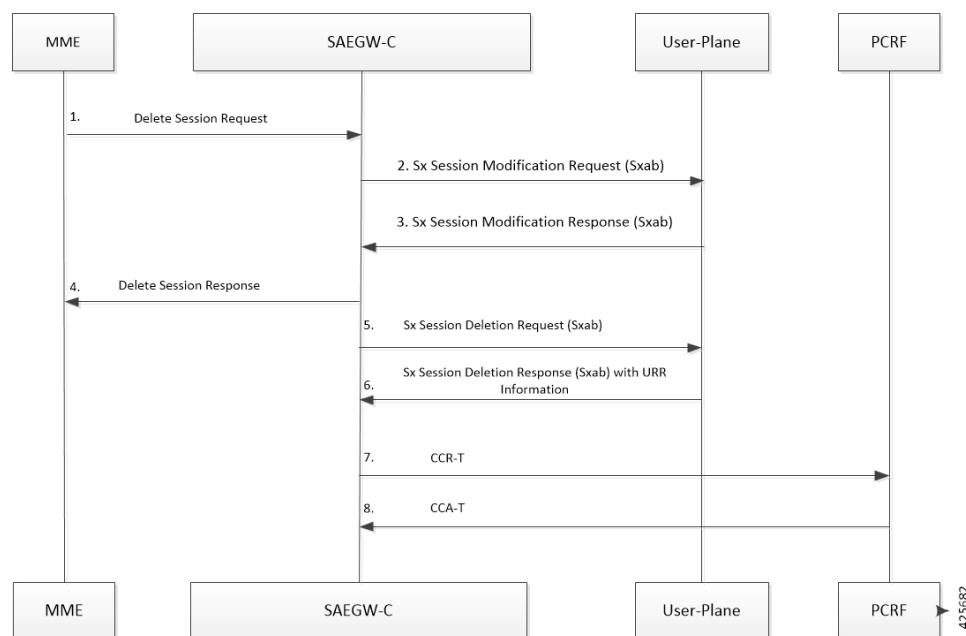 MME
SAEGW-C
User-Plane
PCRF
1. Delete Session Request
2. Sx Session Modification Request (Sxab)
3. Sx Session Modification Response (Sxab)
4. Delete Session Response
5. Sx Session Deletion Request (Sxab)
Sx Session Deletion Response (Sxab) with URR
6. Information
7. CCR-T
8. CCA-T
MME
SAEGW-C
User-Plane
PCRF
425682